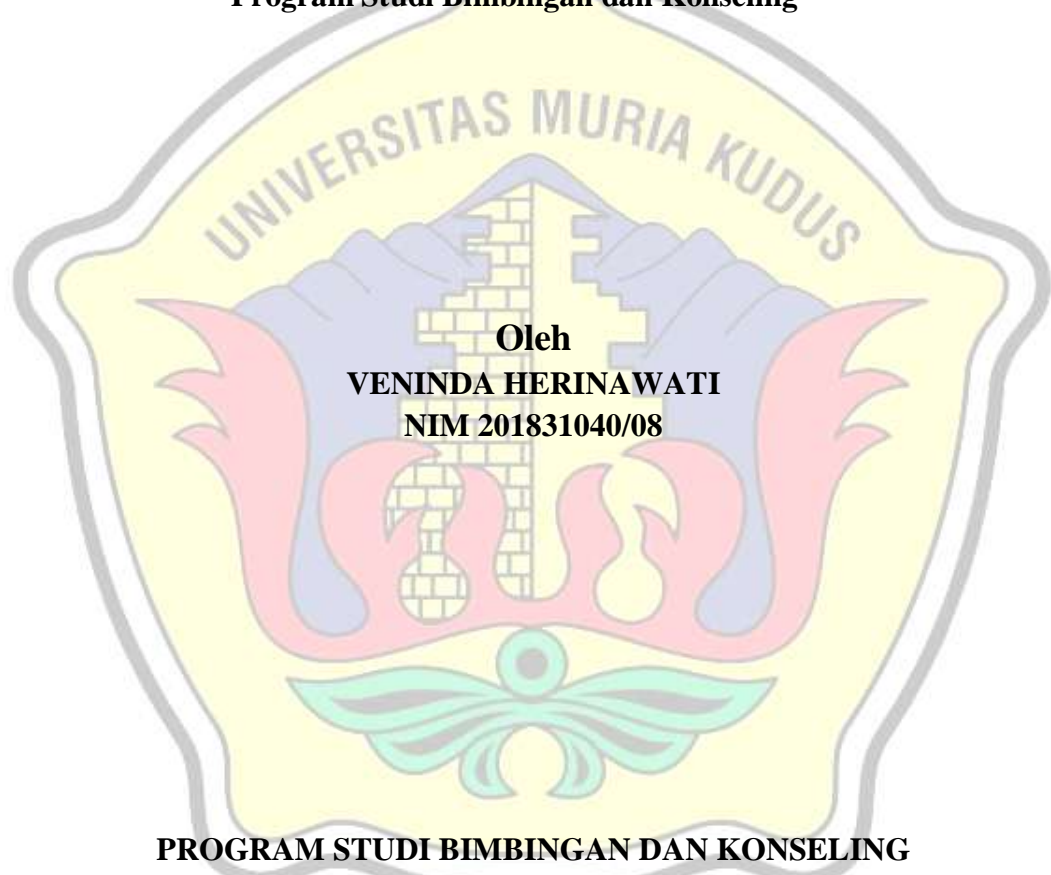 Program Studi Bimbingan dan Konseling
UNIVERSITAS MURIA KUDUS
Oleh
VENINDA HERINAWATI
NIM 201831040/08
PROGRAM STUDI BIMBINGAN DAN KONSELING